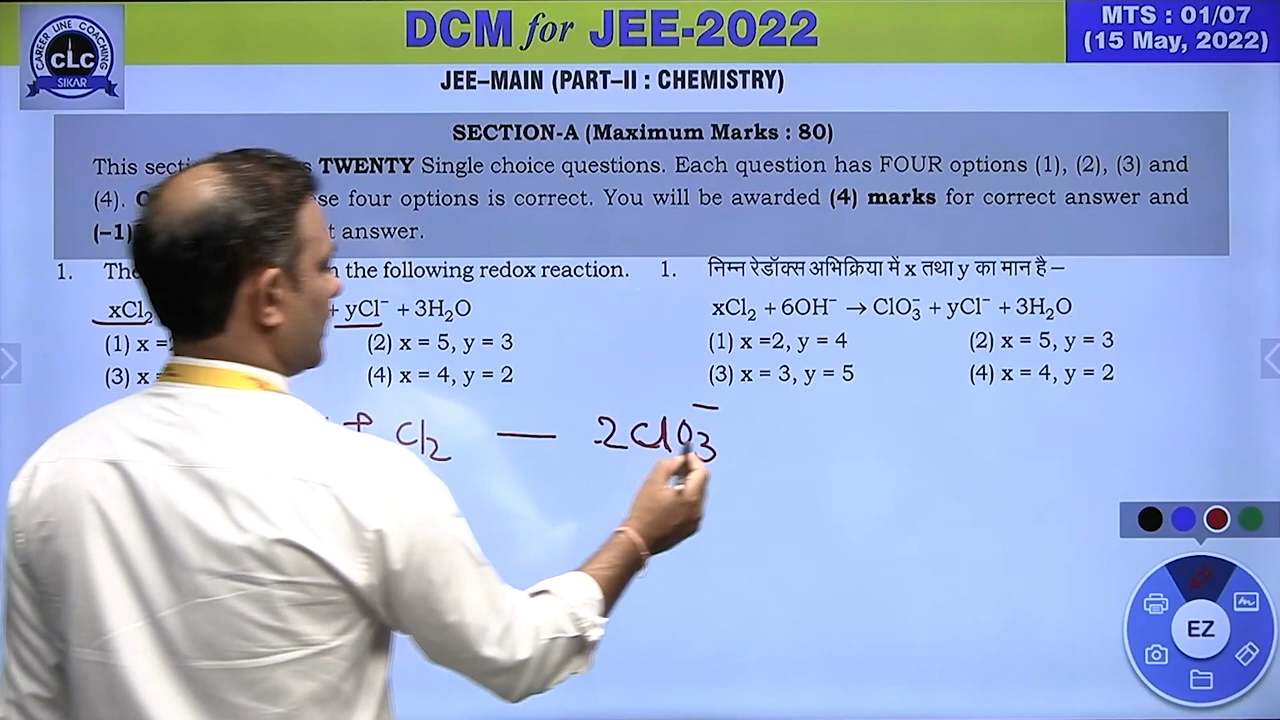 DCM for JEE-2022
MTS : 01/07
(15 May, 2022)
CAREER LINE COACHING
CLC
SIKAR
JEE–MAIN (PART–II : CHEMISTRY)
SECTION-A (Maximum Marks : 80)
This secti TWENTY Single choice questions. Each question has FOUR options (1), (2), (3) and
(4). O se four options is correct. You will be awarded (4) marks for correct answer and
(–1) t answer.
1. The n the following redox reaction.
xCl₂ + yCl⁻ + 3H₂O
(1) x = (2) x = 5, y = 3
(3) x (4) x = 4, y = 2
1. निम्न रेडॉक्स अभिक्रिया में x तथा y का मान है –
xCl₂ + 6OH⁻ → ClO₃⁻ + yCl⁻ + 3H₂O
(1) x =2, y = 4 (2) x = 5, y = 3
(3) x = 3, y = 5 (4) x = 4, y = 2
Cl₂ — 2ClO₃⁻
EZ